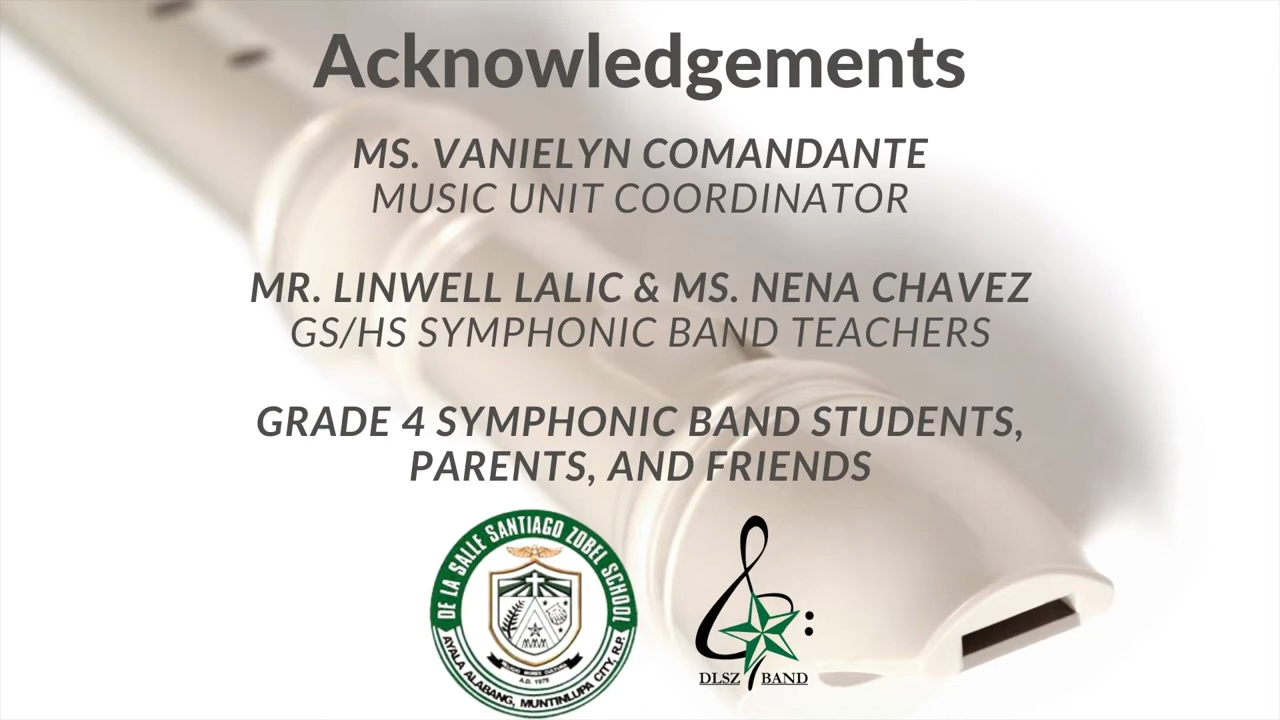 Acknowledgements
MS. VANIELYN COMANDANTE
MUSIC UNIT COORDINATOR
MR. LINWELL LALIC & MS. NENA CHAVEZ
GS/HS SYMPHONIC BAND TEACHERS
GRADE 4 SYMPHONIC BAND STUDENTS,
PARENTS, AND FRIENDS
DE LA SALLE SANTIAGO ZOBEL SCHOOL
A.D. 1978
AYALA ALABANG, MUNTINLUPA CITY, R.P.
DLSZ BAND